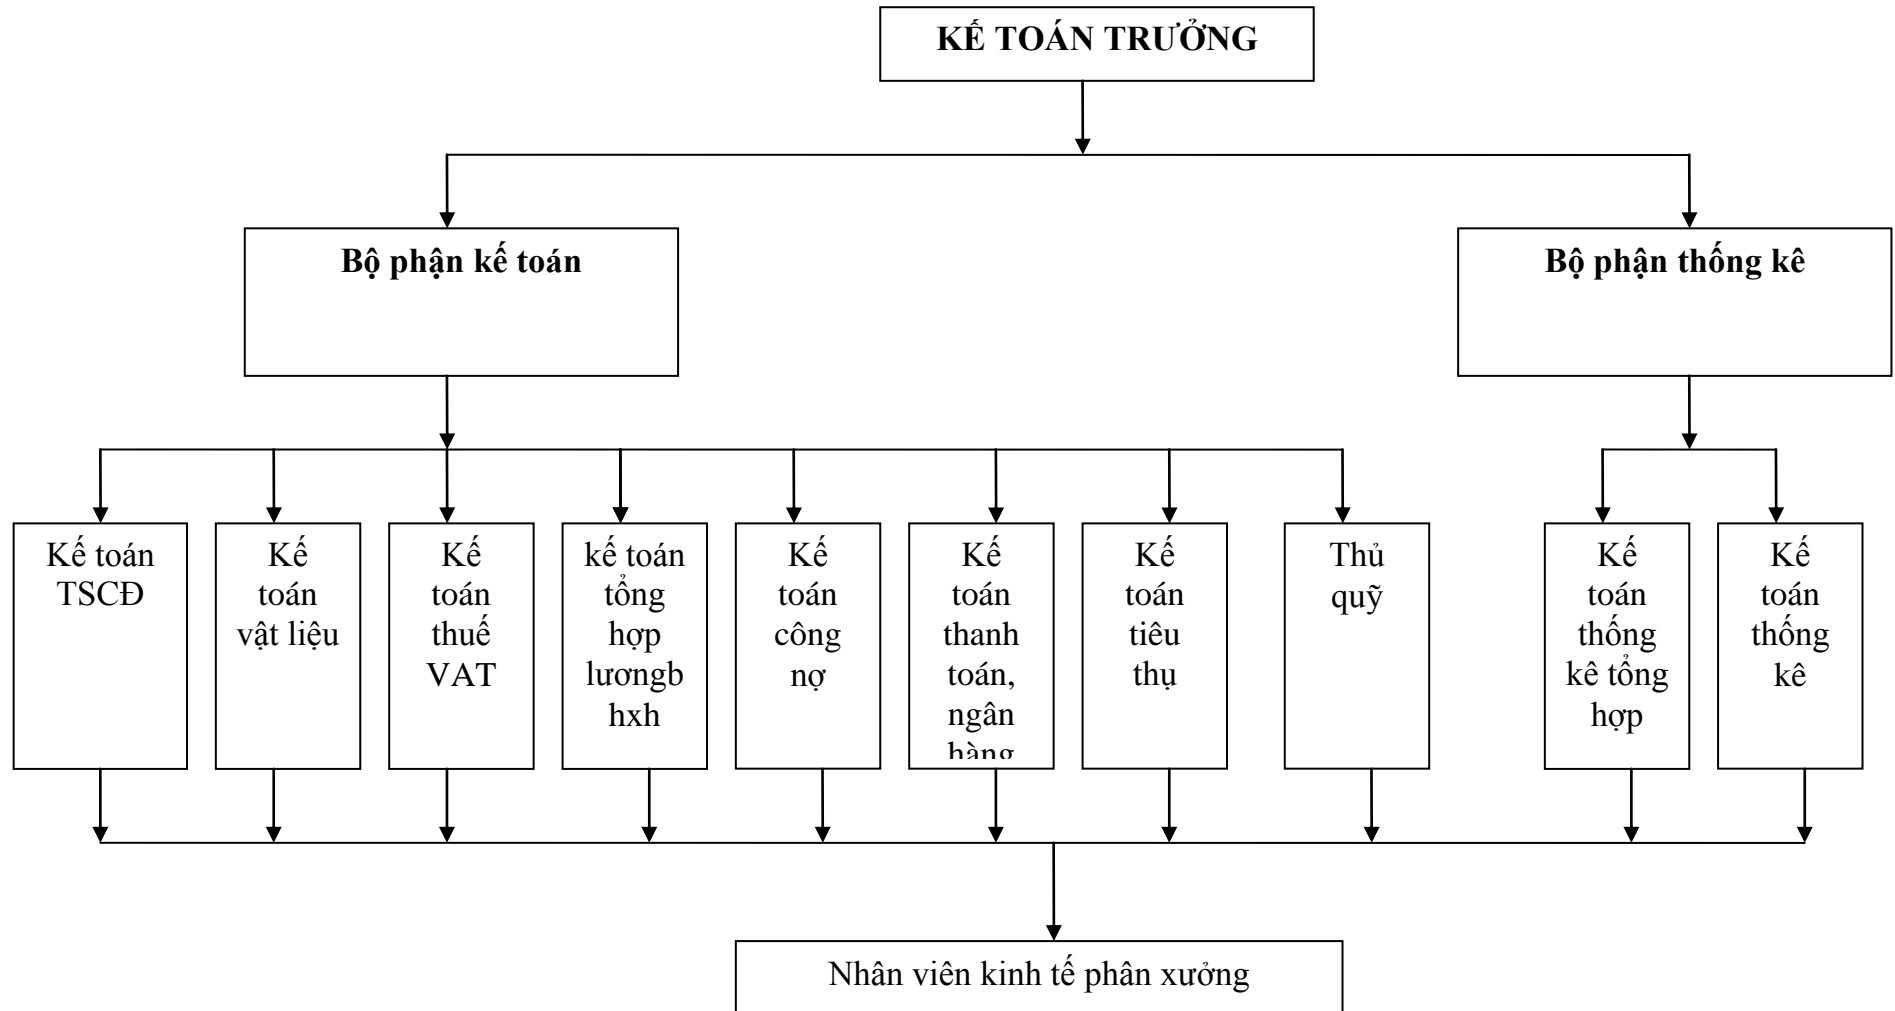 KẾ TOÁN TRƯỞNG
Bộ phận kế toán
Bộ phận thống kê
Kế toán
TSCĐ
Kế
toán
vật liệu
Kế
toán
thuế
VAT
kế toán
tổng
hợp
lươngb
hxh
Kế
toán
công
nợ
Kế
toán
thanh
toán,
ngân
hàng
Kế
toán
tiêu
thụ
Thủ
quỹ
Kế
toán
thống
kê tổng
hợp
Kế
toán
thống
kê
Nhân viên kinh tế phân xưởng